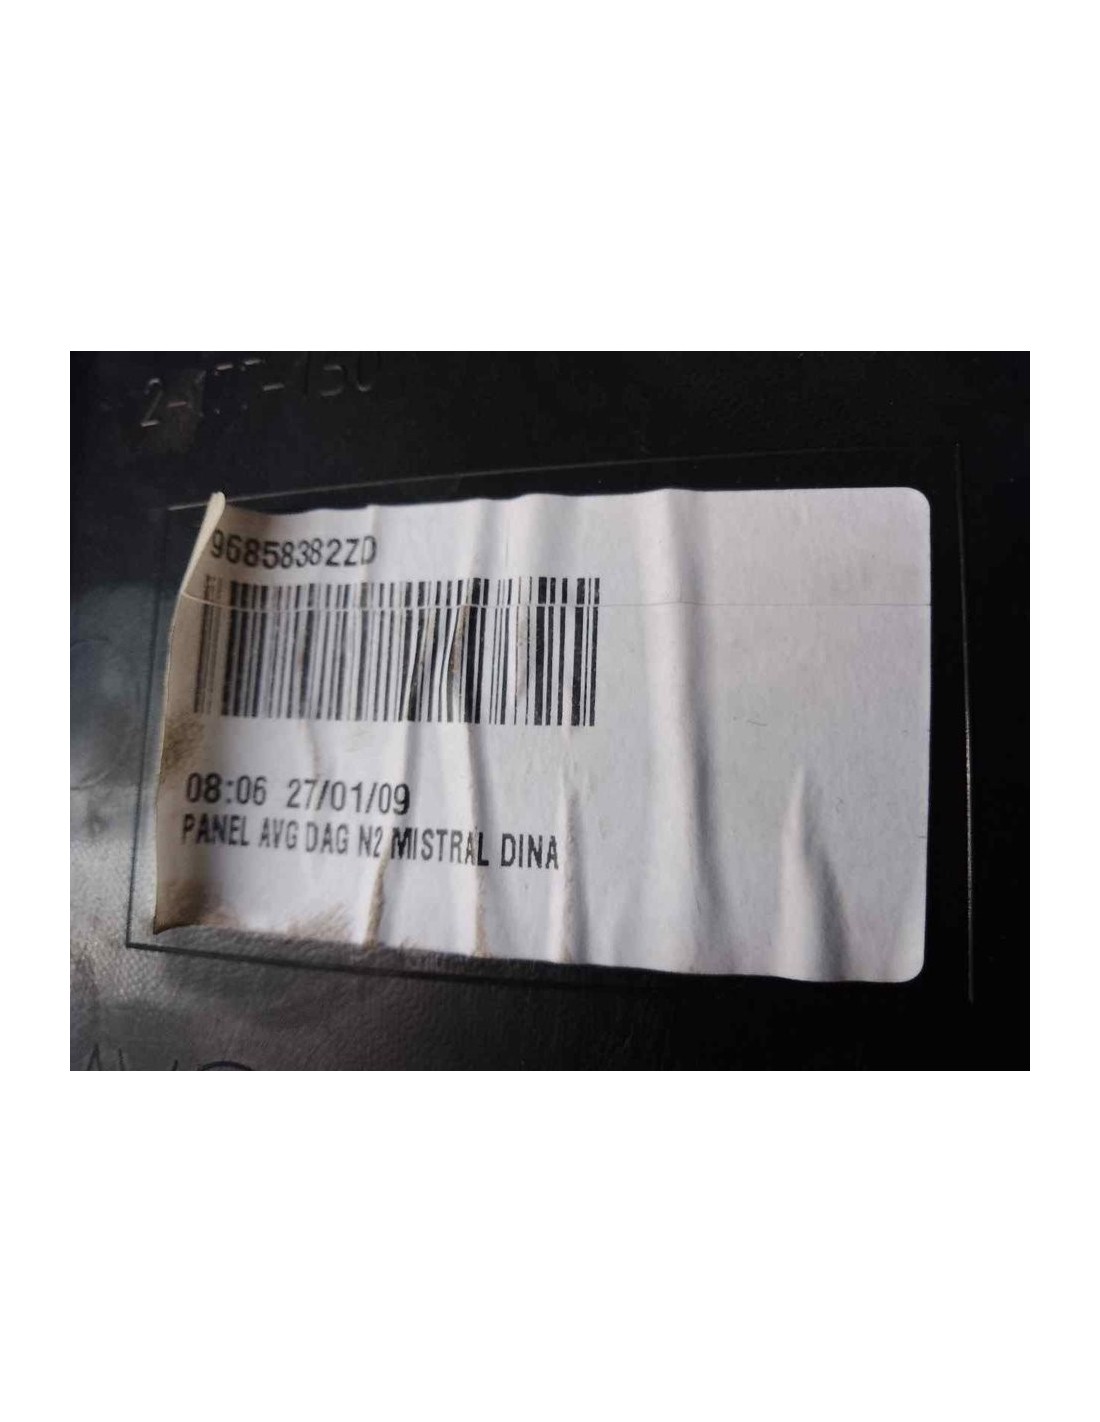 96858382ZD
08:06 27/01/09
PANEL AVG DAG N2 MISTRAL DINA